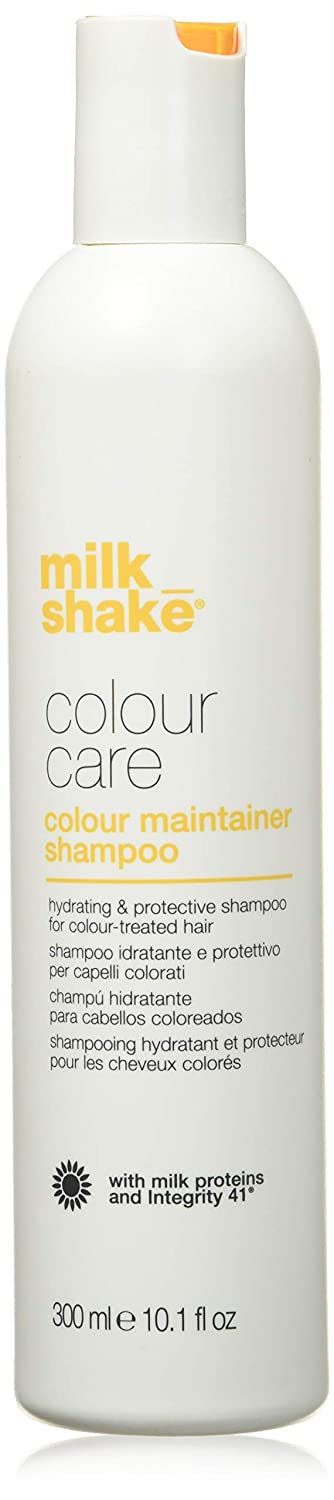 milk
shakē®
colour
care
colour maintainer
shampoo
hydrating & protective shampoo
for colour-treated hair
shampoo idratante e protettivo
per capelli colorati
champú hidratante
para cabellos coloreados
shampooing hydratant et protecteur
pour les cheveux colorés
with milk proteins
and Integrity 41®
300 ml e 10.1 fl oz